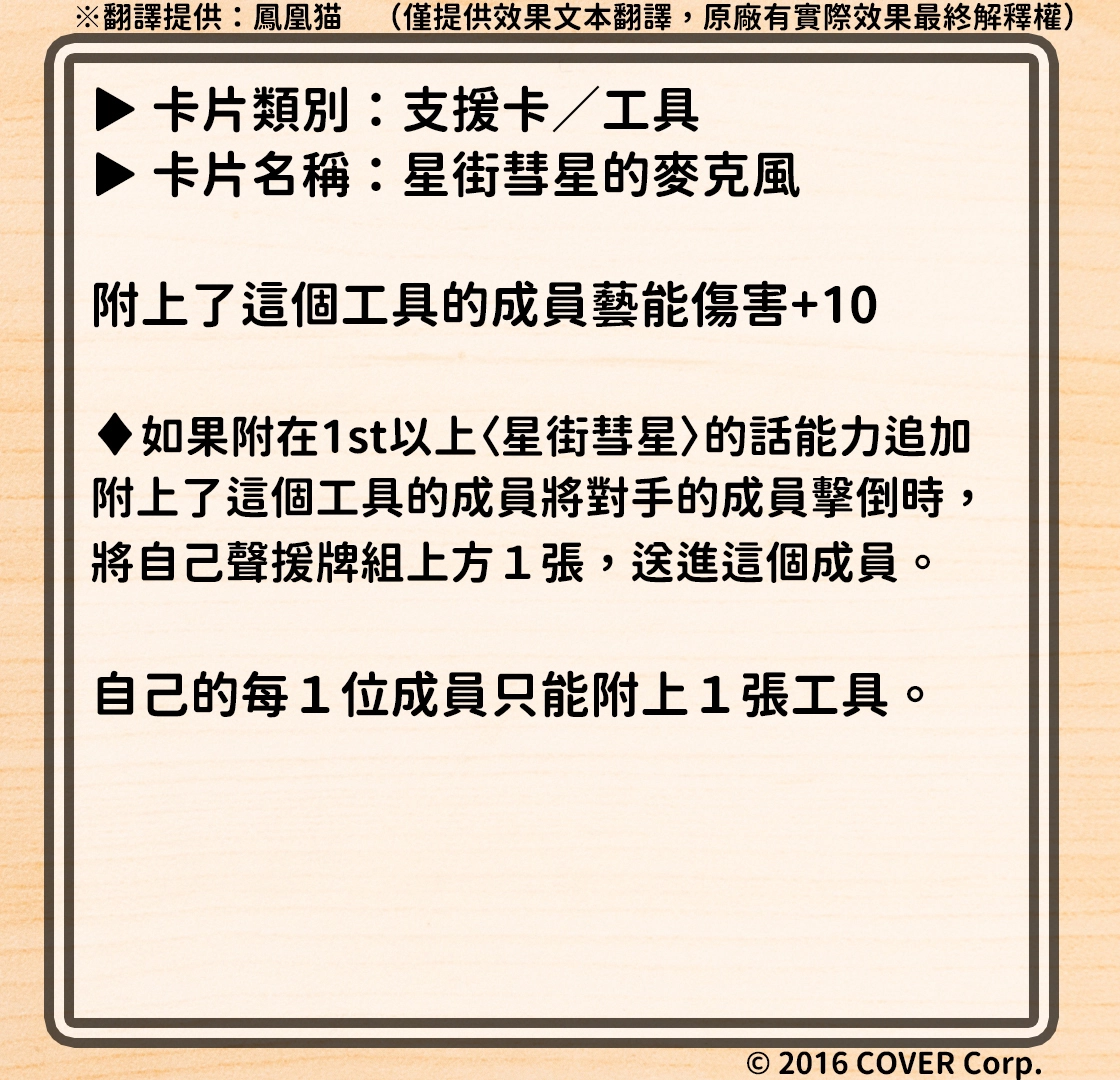 ※翻譯提供：鳳凰猫　（僅提供效果文本翻譯，原廠有實際效果最終解釋權）
▶ 卡片類別：支援卡／工具
▶ 卡片名稱：星街彗星的麥克風
附上了這個工具的成員藝能傷害+10
♦如果附在1st以上〈星街彗星〉的話能力追加
附上了這個工具的成員將對手的成員擊倒時，
將自己聲援牌組上方１張，送進這個成員。
自己的每１位成員只能附上１張工具。
© 2016 COVER Corp.